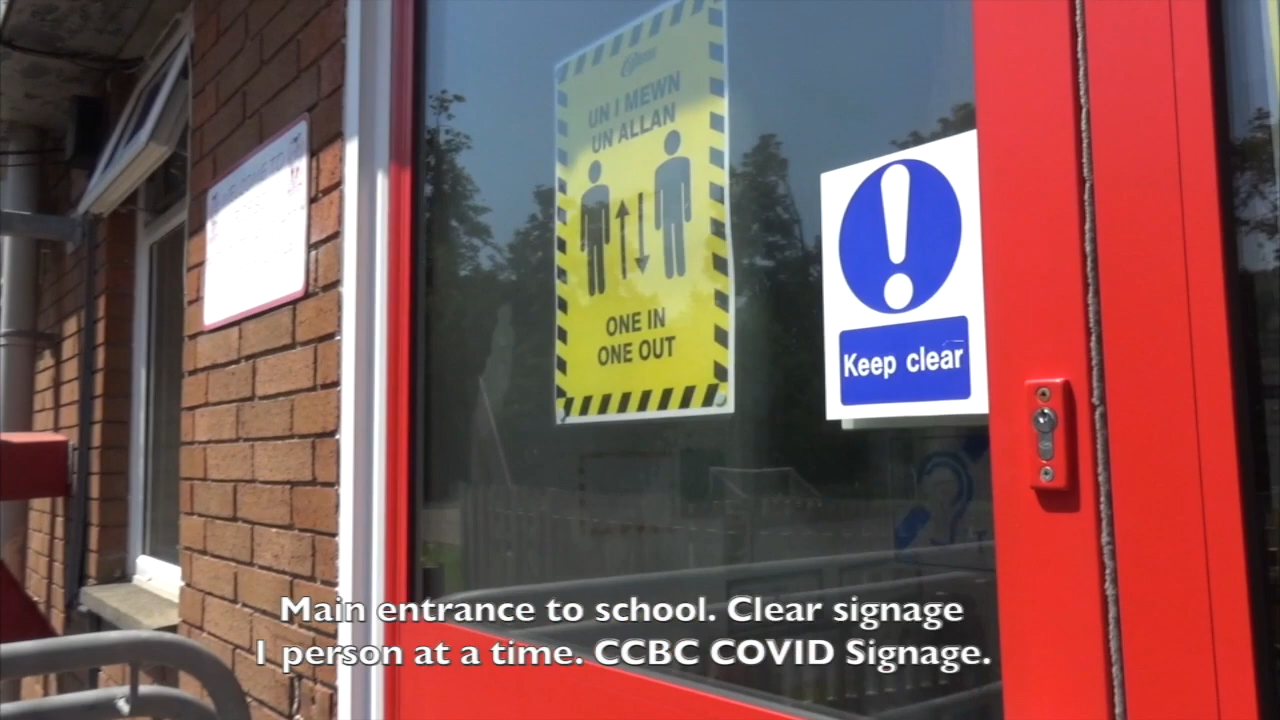 UN I MEWN
UN ALLAN
ONE IN
ONE OUT
Keep clear
Main entrance to school. Clear signage
1 person at a time. CCBC COVID Signage.